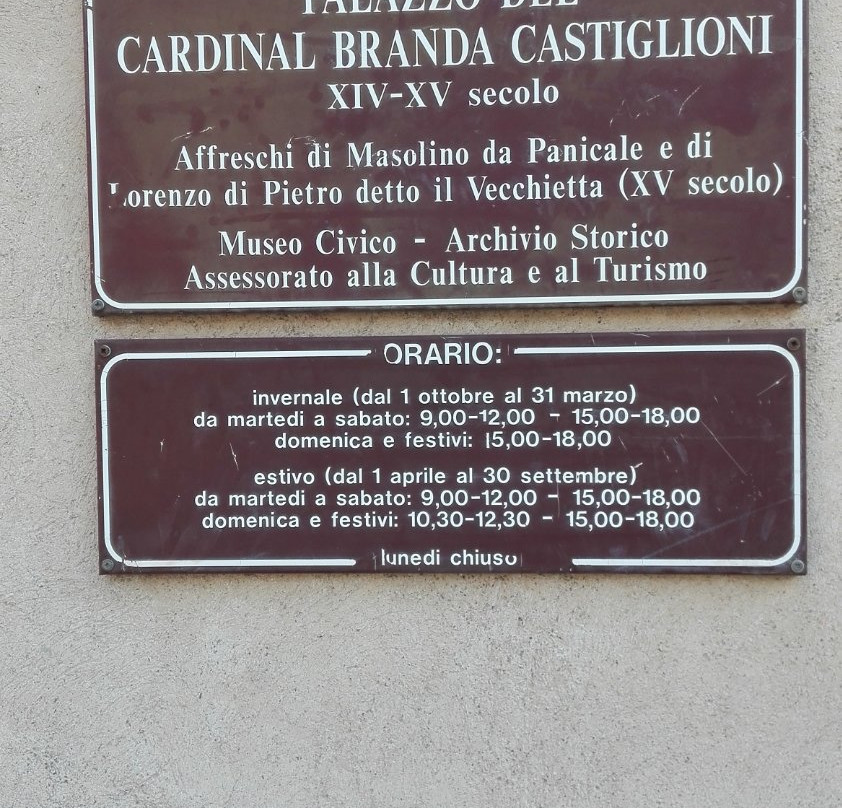 PALAZZO DEL
CARDINAL BRANDA CASTIGLIONI
XIV-XV secolo
Affreschi di Masolino da Panicale e di
Lorenzo di Pietro detto il Vecchietta (XV secolo)
Museo Civico - Archivio Storico
Assessorato alla Cultura e al Turismo
ORARIO:
invernale (dal 1 ottobre al 31 marzo)
da martedi a sabato: 9,00-12,00 - 15,00-18,00
domenica e festivi: 15,00-18,00
estivo (dal 1 aprile al 30 settembre)
da martedi a sabato: 9,00-12,00 - 15,00-18,00
domenica e festivi: 10,30-12,30 - 15,00-18,00
lunedi chiuso